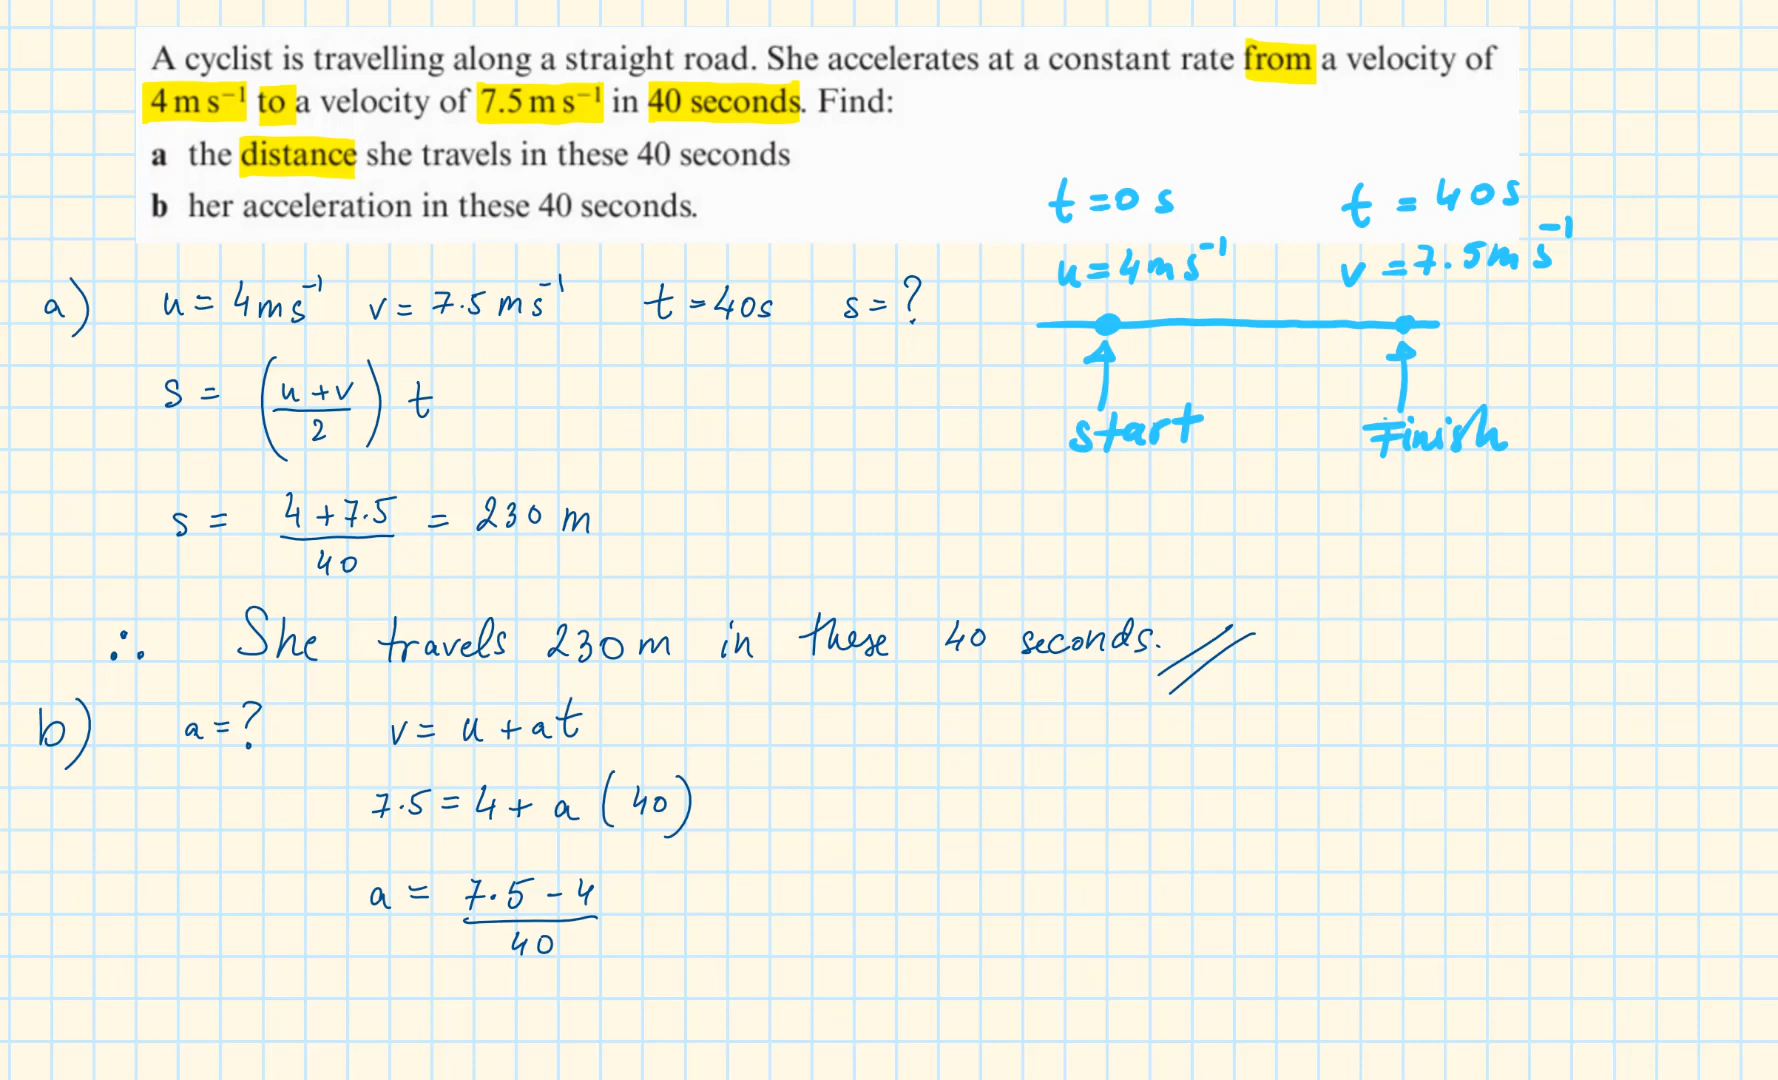 A cyclist is travelling along a straight road. She accelerates at a constant rate from a velocity of
4 m s⁻¹ to a velocity of 7.5 m s⁻¹ in 40 seconds. Find:
a the distance she travels in these 40 seconds
b her acceleration in these 40 seconds.
t = 0 s t = 40 s
u = 4 m s⁻¹ v = 7.5 m s⁻¹
start Finish
a) u = 4 m s⁻¹ v = 7.5 m s⁻¹ t = 40s s = ?
s = ((u + v)/2) t
s = (4 + 7.5)/40 = 230 m
∴ She travels 230 m in these 40 seconds.
b) a = ? v = u + at
7.5 = 4 + a (40)
a = (7.5 - 4)/40